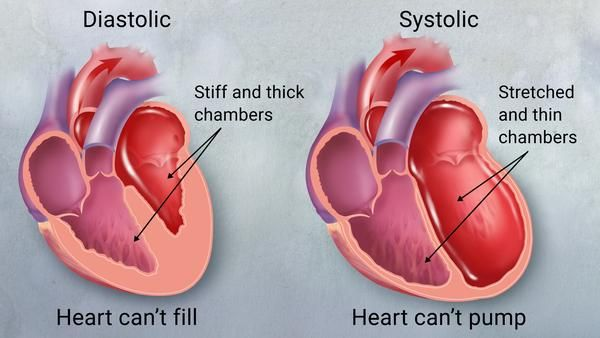 Diastolic
Stiff and thick
chambers
Heart can't fill
Systolic
Stretched
and thin
chambers
Heart can't pump